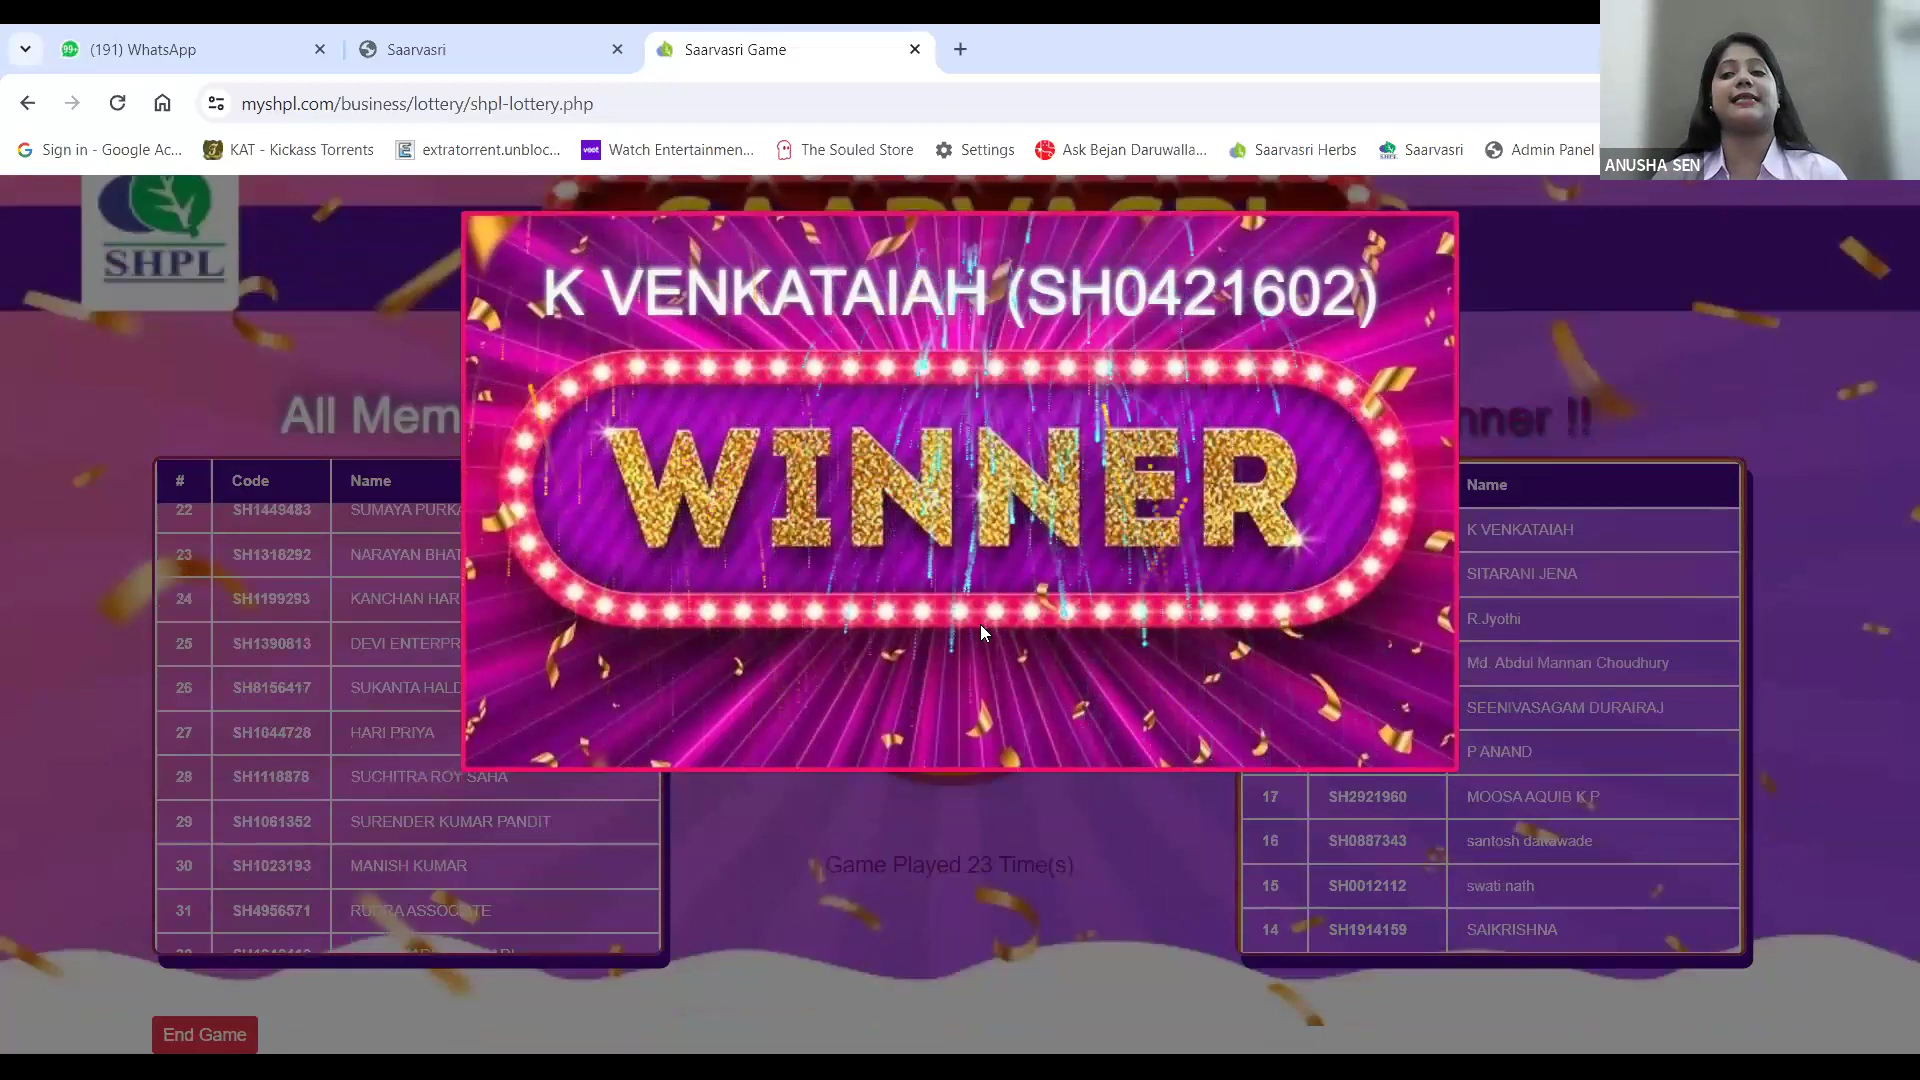 (191) WhatsApp
Saarvasri
Saarvasri Game
myshpl.com/business/lottery/shpl-lottery.php
Sign in - Google Ac...
KAT - Kickass Torrents
extratorrent.unbloc...
voot
Watch Entertainmen...
The Souled Store
Settings
Ask Bejan Daruwalla...
Saarvasri Herbs
Saarvasri
Admin Panel
ANUSHA SEN
SHPL
SAARVASRI
K VENKATAIAH (SH0421602)
WINNER
All Mem
nner !!
# Code Name
22 SH1449483 SUMAYA PURKA
23 SH1318292 NARAYAN BHAT
24 SH1199293 KANCHAN HAR
25 SH1390813 DEVI ENTERPR
26 SH8156417 SUKANTA HALD
27 SH1044728 HARI PRIYA
28 SH1118878 SUCHITRA ROY SAHA
29 SH1061352 SURENDER KUMAR PANDIT
30 SH1023193 MANISH KUMAR
31 SH4956571 RUDRA ASSOCIATE
Game Played 23 Time(s)
Name
K VENKATAIAH
SITARANI JENA
R.Jyothi
Md. Abdul Mannan Choudhury
SEENIVASAGAM DURAIRAJ
P ANAND
17 SH2921960 MOOSA AQUIB K P
16 SH0887343 santosh dattawade
15 SH0012112 swati nath
14 SH1914159 SAIKRISHNA
End Game